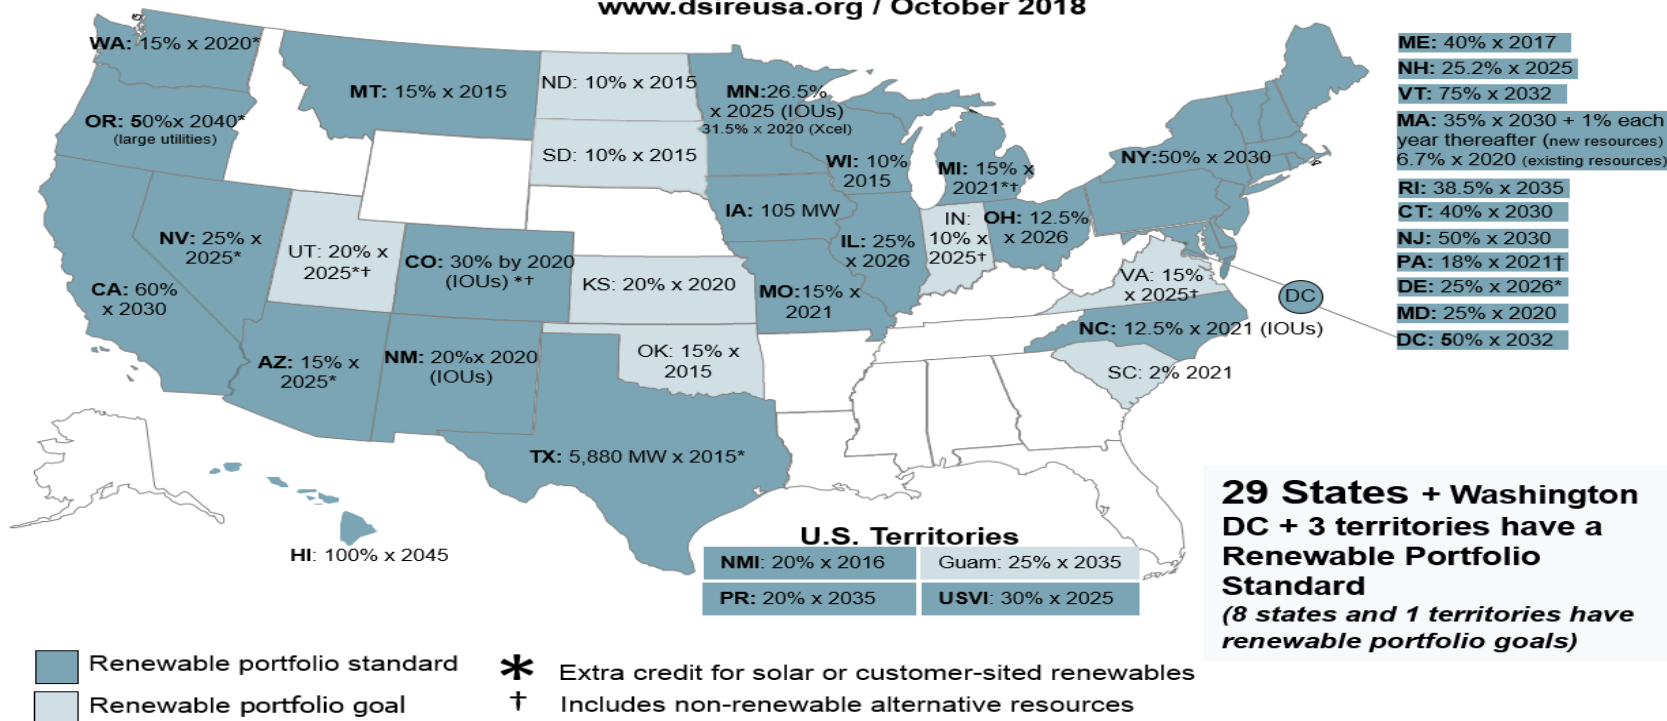 www.dsireusa.org / October 2018
WA: 15% x 2020*
OR: 50%x 2040*
(large utilities)
CA: 60%
x 2030
MT: 15% x 2015
NV: 25% x
2025*
UT: 20% x
2025*†
AZ: 15% x
2025*
ND: 10% x 2015
SD: 10% x 2015
CO: 30% by 2020
(IOUs) *†
NM: 20%x 2020
(IOUs)
KS: 20% x 2020
OK: 15% x
2015
TX: 5,880 MW x 2015*
HI: 100% x 2045
MN:26.5%
x 2025 (IOUs)
31.5% x 2020 (Xcel)
IA: 105 MW
MO:15% x
2021
WI: 10%
2015
IL: 25%
x 2026
MI: 15% x
2021*†
IN:
10% x
2025†
OH: 12.5%
x 2026
NY:50% x 2030
VA: 15%
x 2025†
NC: 12.5% x 2021 (IOUs)
SC: 2% 2021
DC
ME: 40% x 2017
NH: 25.2% x 2025
VT: 75% x 2032
MA: 35% x 2030 + 1% each
year thereafter (new resources)
6.7% x 2020 (existing resources)
RI: 38.5% x 2035
CT: 40% x 2030
NJ: 50% x 2030
PA: 18% x 2021†
DE: 25% x 2026*
MD: 25% x 2020
DC: 50% x 2032
U.S. Territories
NMI: 20% x 2016
Guam: 25% x 2035
PR: 20% x 2035
USVI: 30% x 2025
29 States + Washington
DC + 3 territories have a
Renewable Portfolio
Standard
(8 states and 1 territories have
renewable portfolio goals)
Renewable portfolio standard
Renewable portfolio goal
* Extra credit for solar or customer-sited renewables
† Includes non-renewable alternative resources